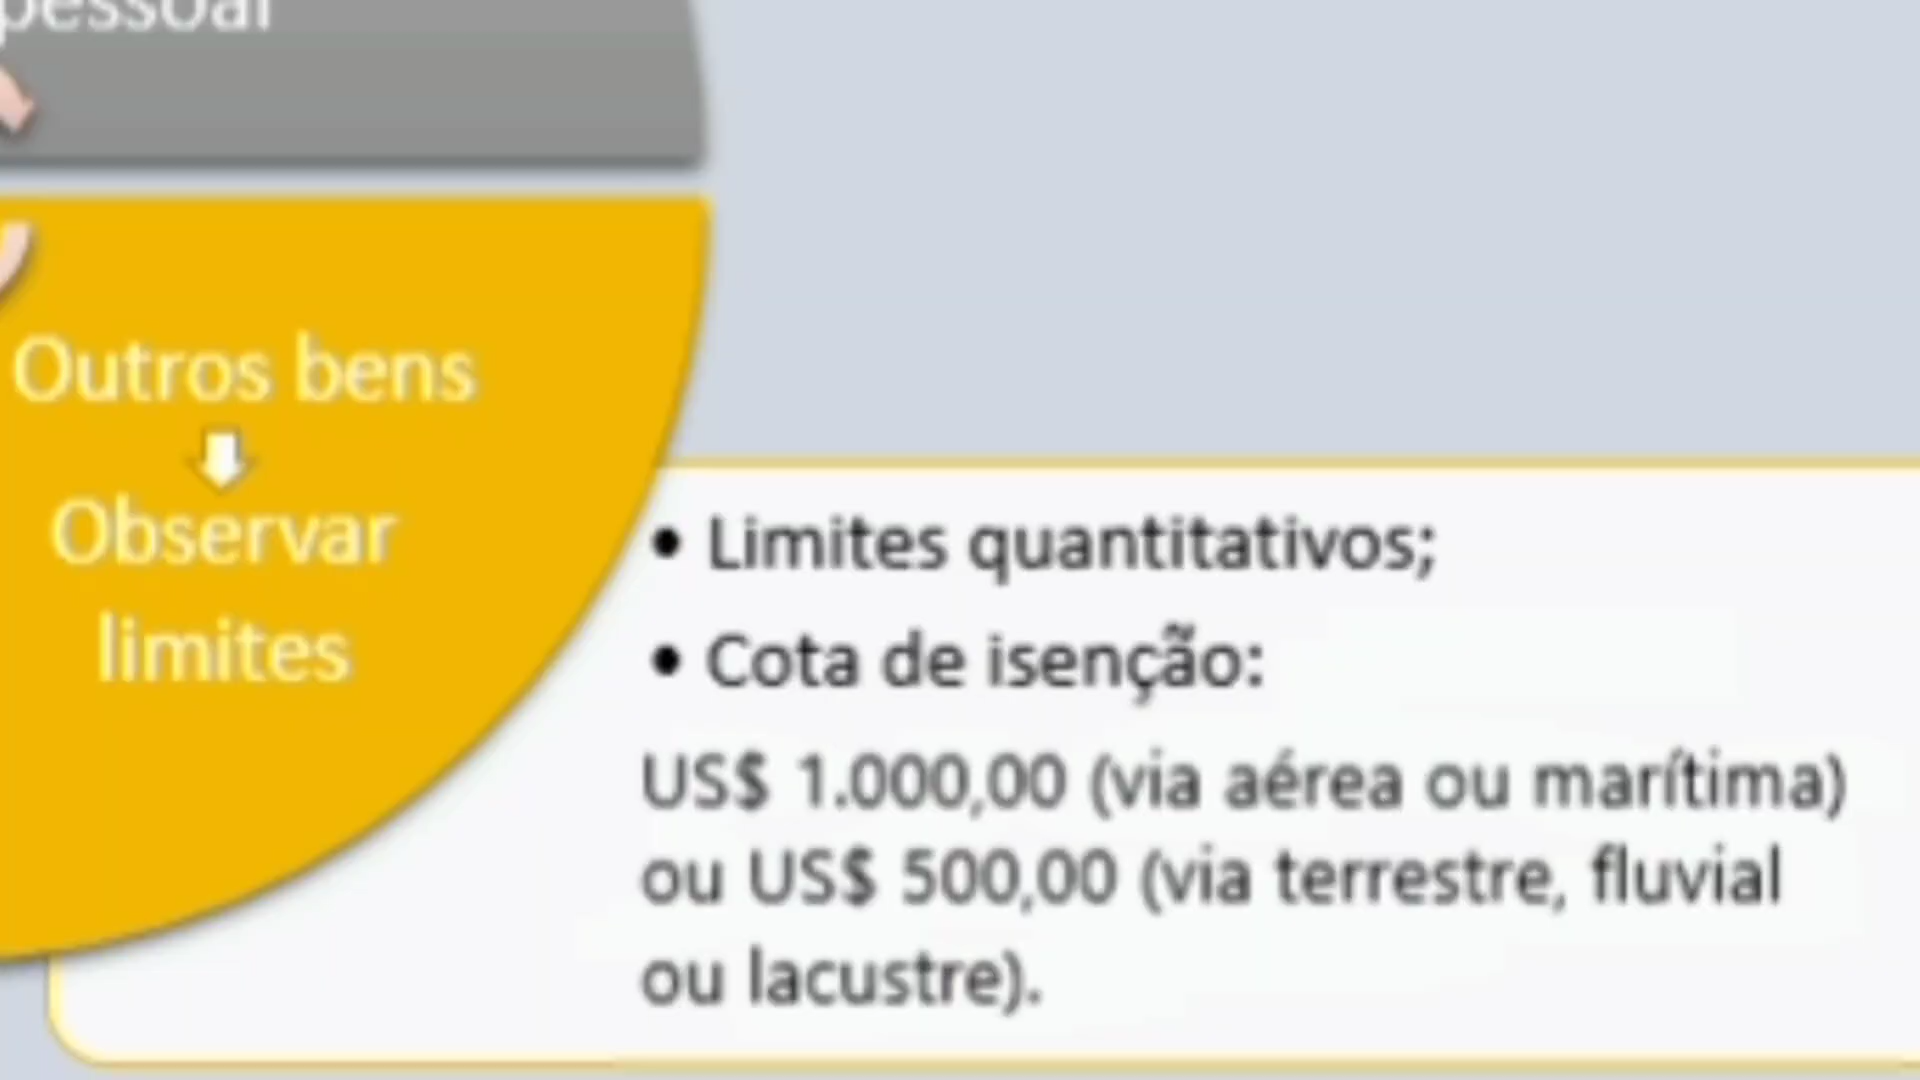 pessoal
Outros bens
Observar
limites
• Limites quantitativos;
• Cota de isenção:
US$ 1.000,00 (via aérea ou marítima)
ou US$ 500,00 (via terrestre, fluvial
ou lacustre).